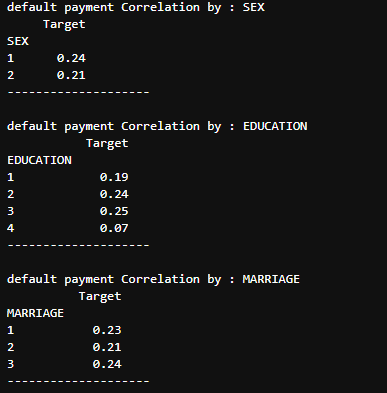 default payment Correlation by : SEX
     Target
SEX
1      0.24
2      0.21
--------------------
default payment Correlation by : EDUCATION
           Target
EDUCATION
1            0.19
2            0.24
3            0.25
4            0.07
--------------------
default payment Correlation by : MARRIAGE
          Target
MARRIAGE
1           0.23
2           0.21
3           0.24
--------------------